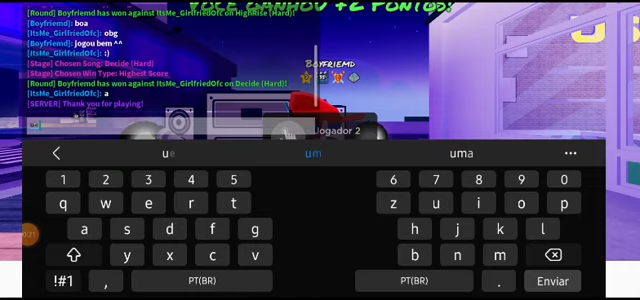 VOCÊ GANHOU +2 PONTOS!
[Round] Boyfriemd has won against ItsMe_GirlfriedOfc on HighRise (Hard)!
[Boyfriemd]: boa
[ItsMe_GirlfriedOfc]: obg
[Boyfriemd]: jogou bem ^^
[ItsMe_GirlfriedOfc]: :)
[Stage] Chosen Song: Decide (Hard)
[Stage] Chosen Win Type: Highest Score
[Round] Boyfriemd has won against ItsMe_GirlfriedOfc on Decide (Hard)!
[ItsMe_GirlfriedOfc]: a
[SERVER] Thank you for playing!
Boyfriemd
Jogador 2
ue um uma
1 2 3 4 5 6 7 8 9 0
q w e r t z u i o p
a s d f g h j k l
y x c v b n m
!#1 , PT(BR) PT(BR) . Enviar
0:21